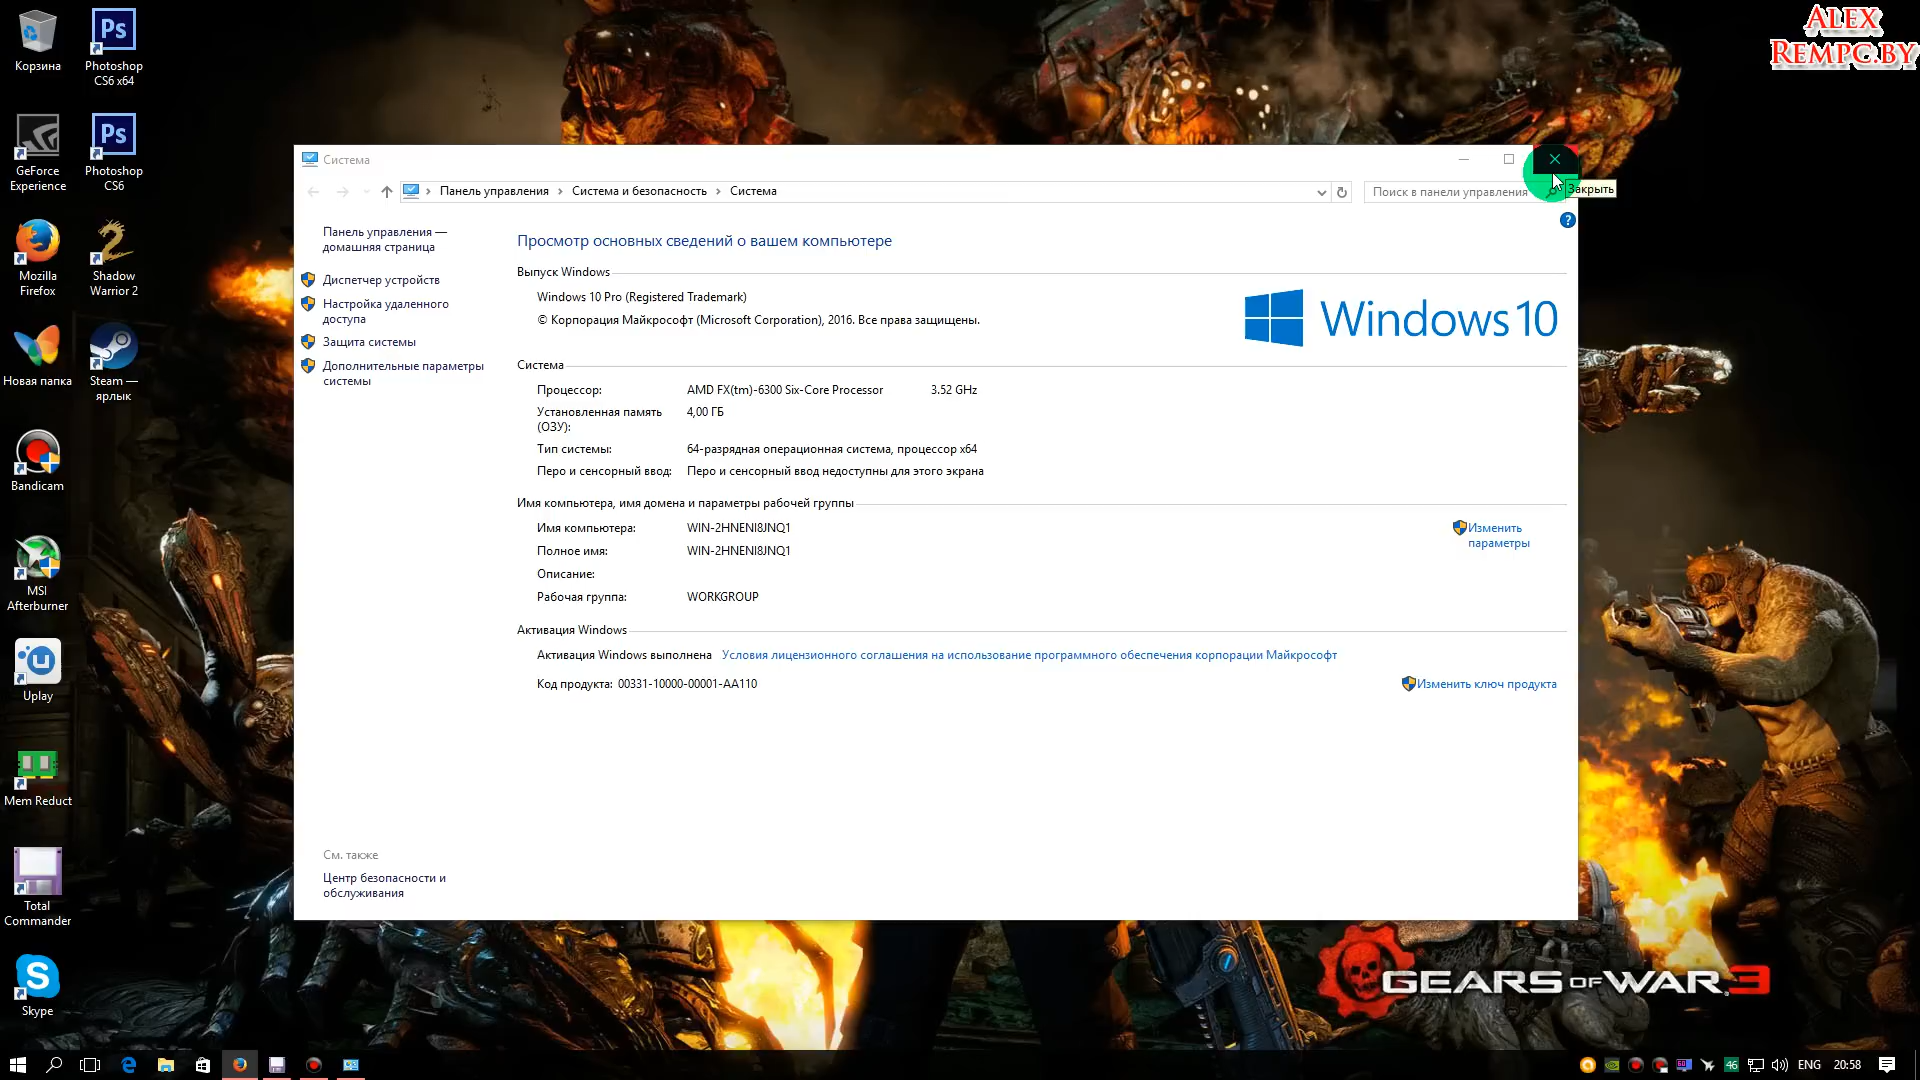 ALEX
REMPC.BY
Корзина
Photoshop
CS6 x64
GeForce
Experience
Photoshop
CS6
Mozilla
Firefox
Shadow
Warrior 2
Новая папка
Steam —
ярлык
Bandicam
MSI
Afterburner
Uplay
Mem Reduct
Total
Commander
Skype
Система
Панель управления › Система и безопасность › Система
Поиск в панели управления
Закрыть
Панель управления —
домашняя страница
Диспетчер устройств
Настройка удаленного
доступа
Защита системы
Дополнительные параметры
системы
Просмотр основных сведений о вашем компьютере
Выпуск Windows
Windows 10 Pro (Registered Trademark)
© Корпорация Майкрософт (Microsoft Corporation), 2016. Все права защищены.
Windows 10
Система
Процессор: AMD FX(tm)-6300 Six-Core Processor 3.52 GHz
Установленная память 4,00 ГБ
(ОЗУ):
Тип системы: 64-разрядная операционная система, процессор x64
Перо и сенсорный ввод: Перо и сенсорный ввод недоступны для этого экрана
Имя компьютера, имя домена и параметры рабочей группы
Имя компьютера: WIN-2HNENI8JNQ1
Изменить
параметры
Полное имя: WIN-2HNENI8JNQ1
Описание:
Рабочая группа: WORKGROUP
Активация Windows
Активация Windows выполнена Условия лицензионного соглашения на использование программного обеспечения корпорации Майкрософт
Код продукта: 00331-10000-00001-AA110
Изменить ключ продукта
См. также
Центр безопасности и
обслуживания
GEARS OF WAR 3
46
ENG
20:58